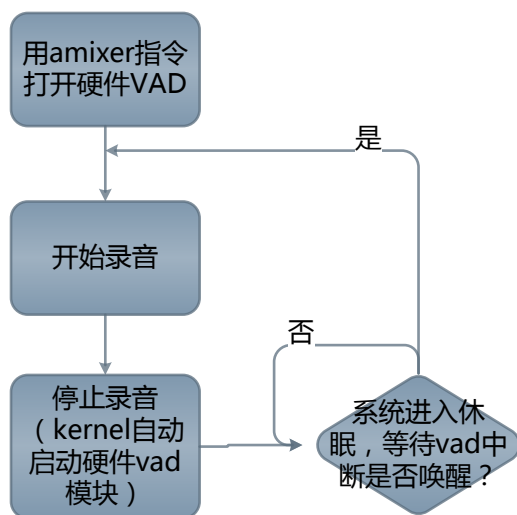 用amixer指令
打开硬件VAD
是
开始录音
否
停止录音
（kernel自动
启动硬件vad
模块）
系统进入休
眠，等待vad中
断是否唤醒？